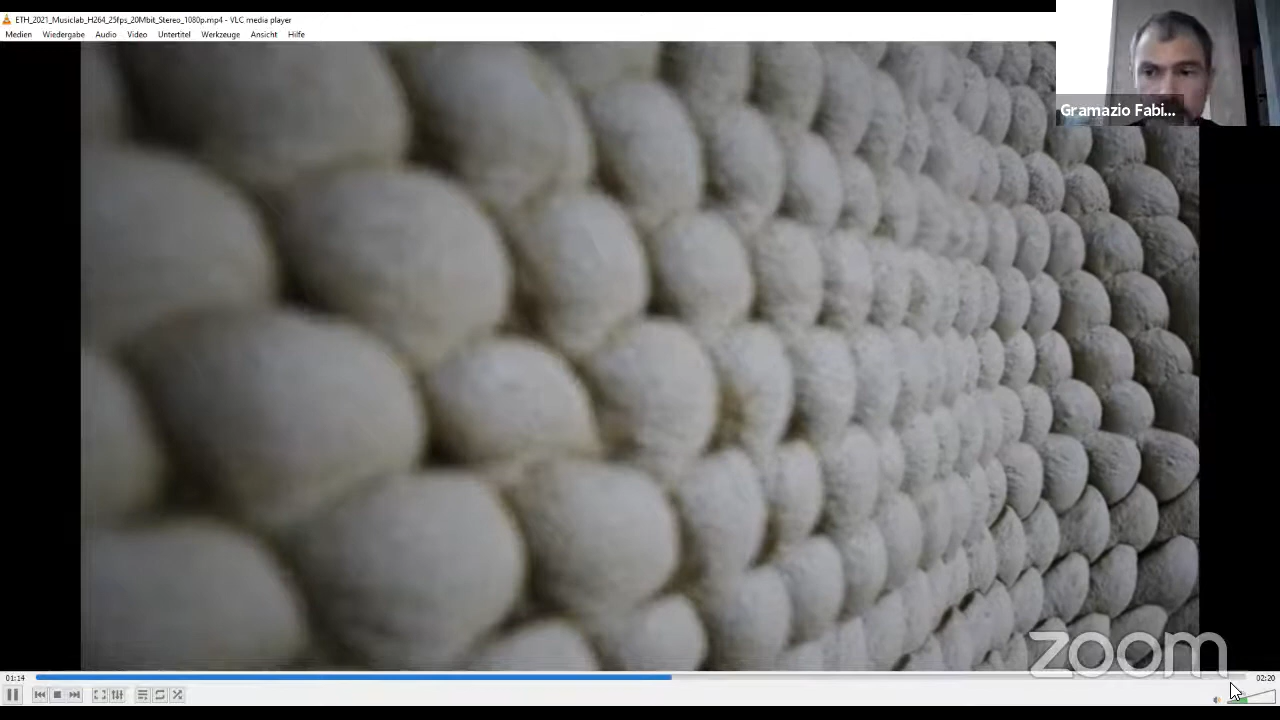 ETH_2021_Musiclab_H264_25fps_20Mbit_Stereo_1080p.mp4 - VLC media player
Medien Wiedergabe Audio Video Untertitel Werkzeuge Ansicht Hilfe
Gramazio Fabi...
zoom
01:14
02:20